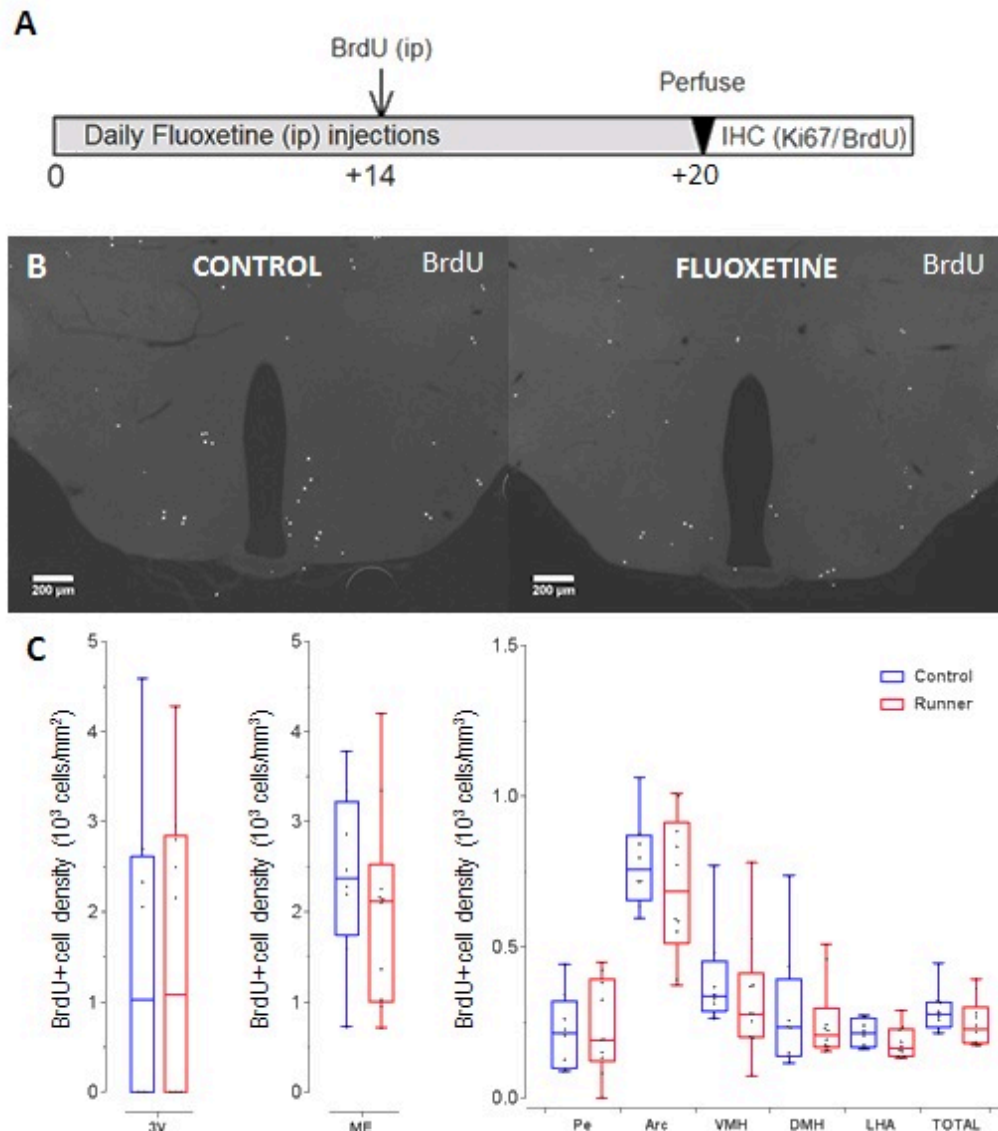 A
BrdU (ip)
Perfuse
Daily Fluoxetine (ip) injections
IHC (Ki67/BrdU)
0
+14
+20
B
CONTROL
BrdU
FLUOXETINE
BrdU
200 µm
200 µm
C
BrdU+cell density (10³ cells/mm²)
5
4
3
2
1
0
3V
BrdU+cell density (10³ cells/mm³)
5
4
3
2
1
0
ME
BrdU+cell density (10³ cells/mm³)
1.5
1.0
0.5
0.0
Control
Runner
Pe Arc VMH DMH LHA TOTAL